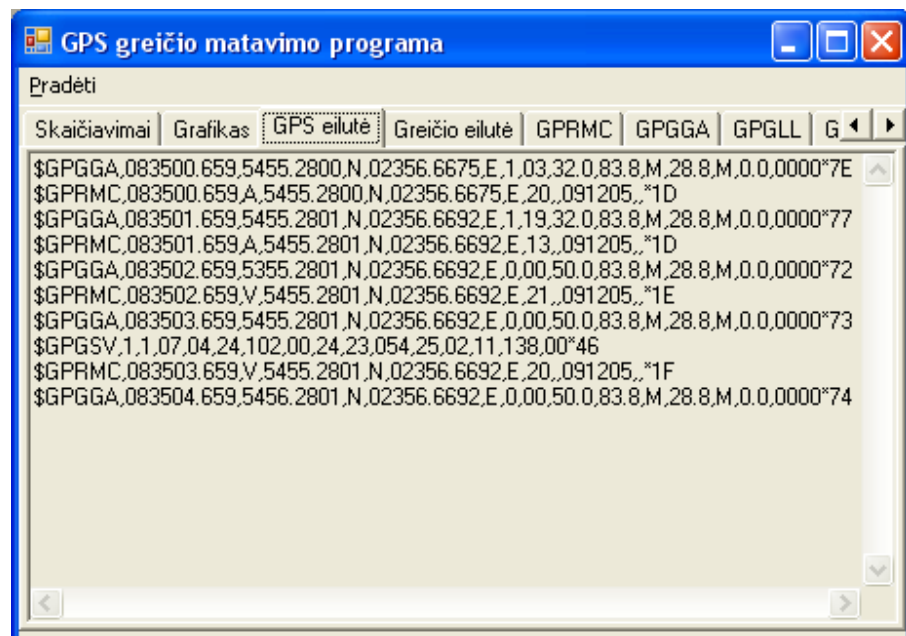 GPS greičio matavimo programa
Pradėti
Skaičiavimai Grafikas GPS eilutė Greičio eilutė GPRMC GPGGA GPGLL G
$GPGGA,083500.659,5455.2800,N,02356.6675,E,1,03,32.0,83.8,M,28.8,M,0.0,0000*7E
$GPRMC,083500.659,A,5455.2800,N,02356.6675,E,20,,091205,,*1D
$GPGGA,083501.659,5455.2801,N,02356.6692,E,1,19,32.0,83.8,M,28.8,M,0.0,0000*77
$GPRMC,083501.659,A,5455.2801,N,02356.6692,E,13,,091205,,*1D
$GPGGA,083502.659,5355.2801,N,02356.6692,E,0,00,50.0,83.8,M,28.8,M,0.0,0000*72
$GPRMC,083502.659,V,5455.2801,N,02356.6692,E,21,,091205,,*1E
$GPGGA,083503.659,5455.2801,N,02356.6692,E,0,00,50.0,83.8,M,28.8,M,0.0,0000*73
$GPGSV,1,1,07,04,24,102,00,24,23,054,25,02,11,138,00*46
$GPRMC,083503.659,V,5455.2801,N,02356.6692,E,20,,091205,,*1F
$GPGGA,083504.659,5456.2801,N,02356.6692,E,0,00,50.0,83.8,M,28.8,M,0.0,0000*74